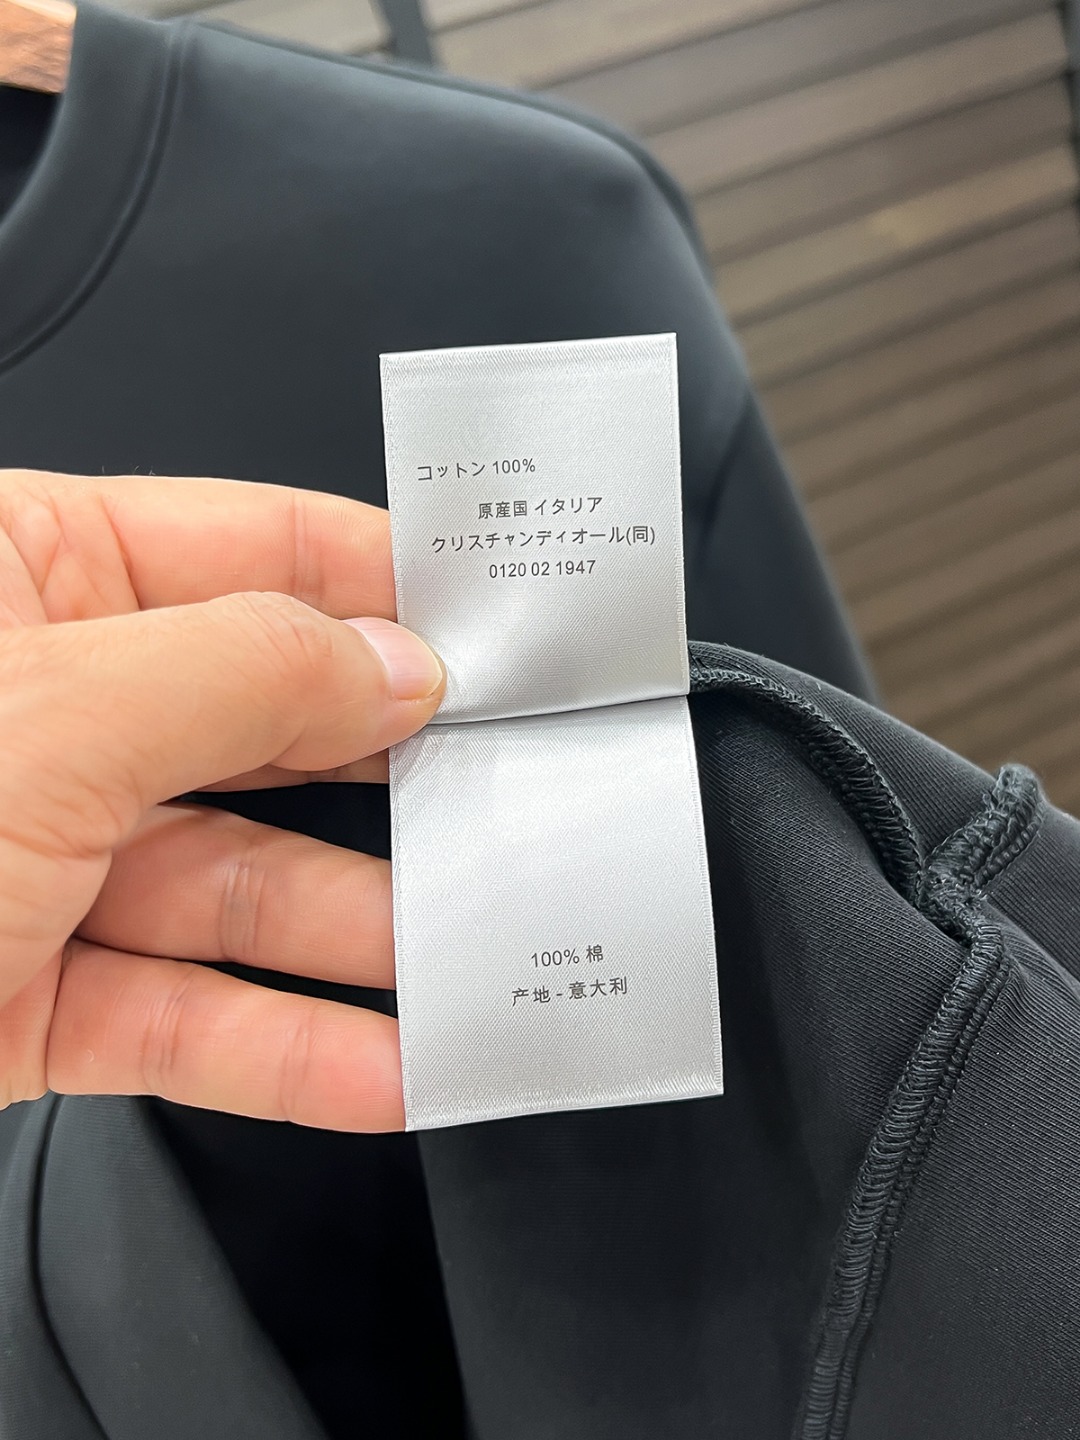 コットン 100%
原産国 イタリア
クリスチャンディオール(同)
0120 02 1947
100% 棉
产地 - 意大利